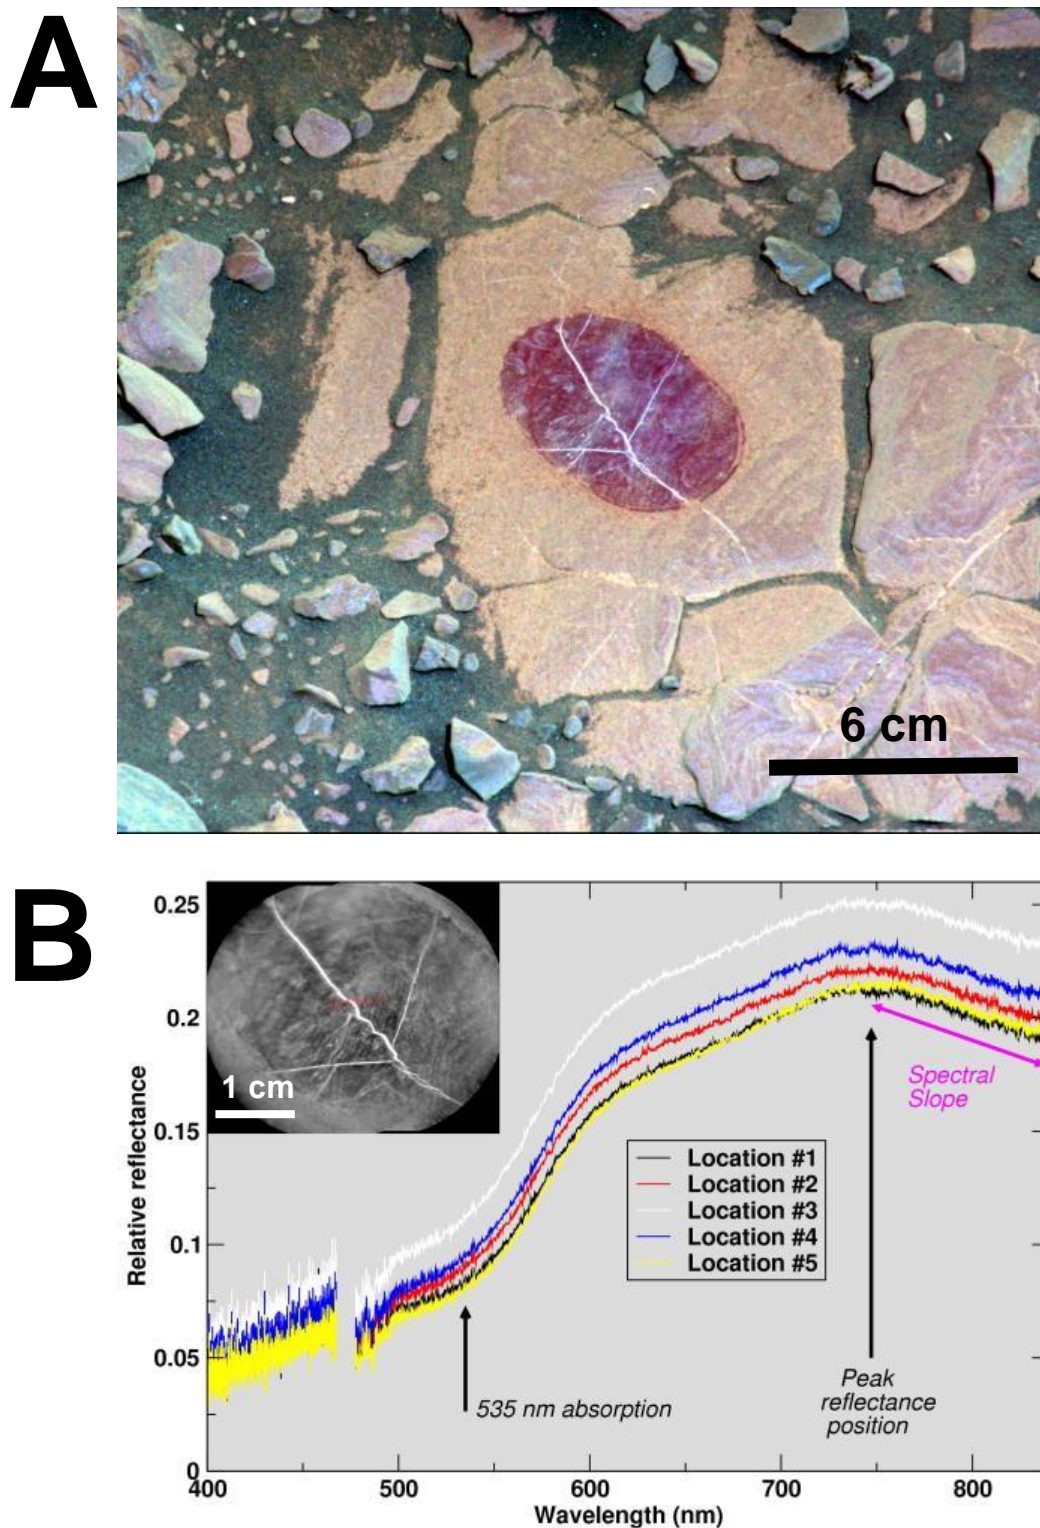 A
6 cm
B
0.25
0.2
0.15
0.1
0.05
0
Relative reflectance
1 cm
Spectral
Slope
Location #1
Location #2
Location #3
Location #4
Location #5
535 nm absorption
Peak
reflectance
position
400
500
600
700
800
Wavelength (nm)